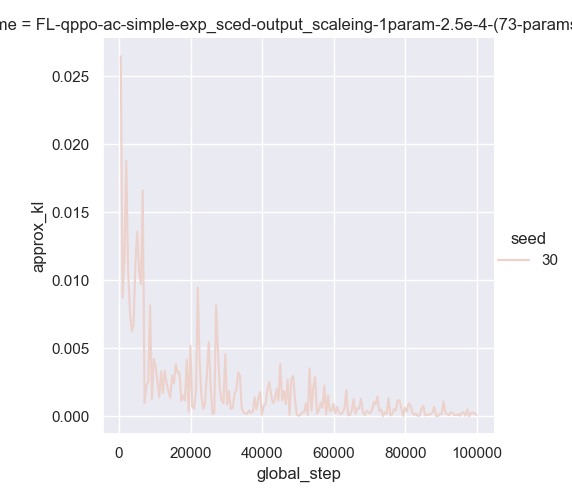 me = FL-qppo-ac-simple-exp_sced-output_scaleing-1param-2.5e-4-(73-params
0.025
0.020
0.015
0.010
0.005
0.000
approx_kl
0 20000 40000 60000 80000 100000
global_step
seed
30